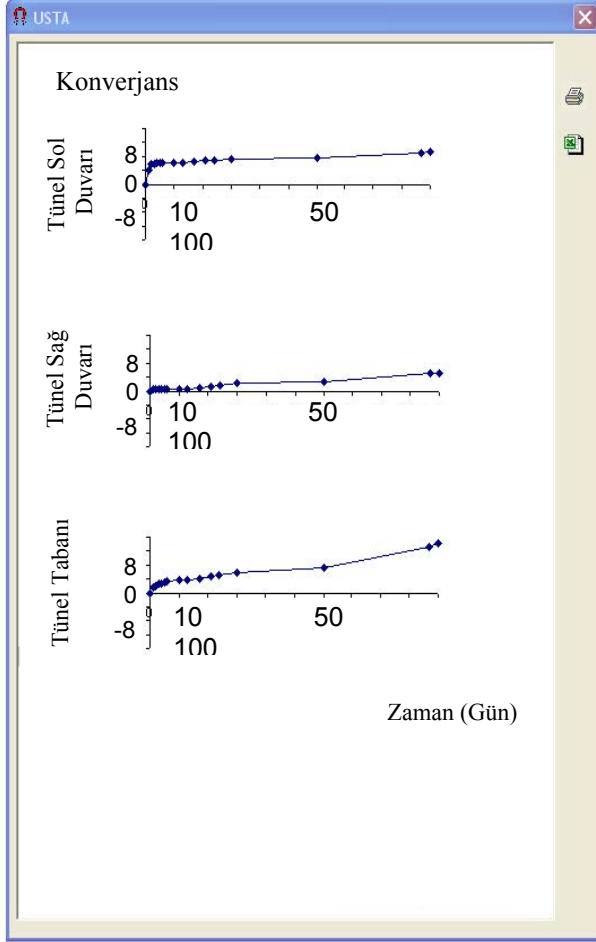 USTA
Konverjans
Tünel Sol
Duvarı
8
0
-8
0
10
50
100
Tünel Sağ
Duvarı
8
0
-8
0
10
50
100
Tünel Tabanı
8
0
-8
0
10
50
100
Zaman (Gün)